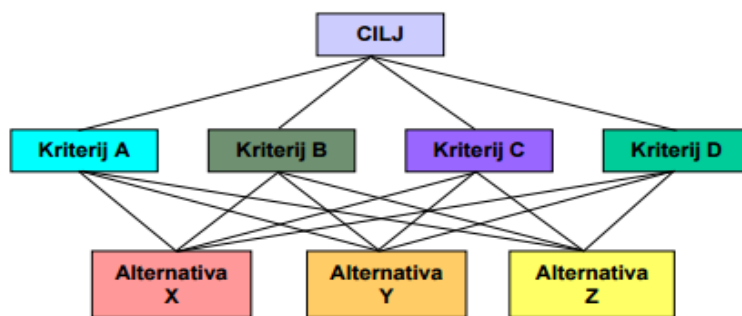 CILJ
Kriterij A
Kriterij B
Kriterij C
Kriterij D
Alternativa
X
Alternativa
Y
Alternativa
Z